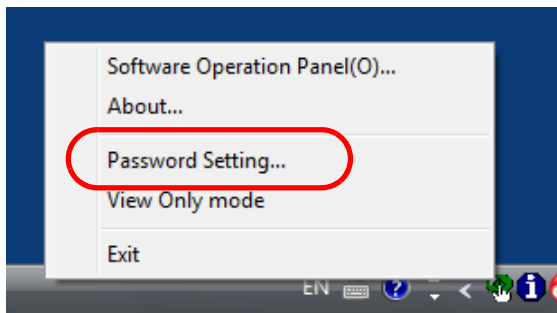 Software Operation Panel(O)...
About...
Password Setting...
View Only mode
Exit
EN ? < i